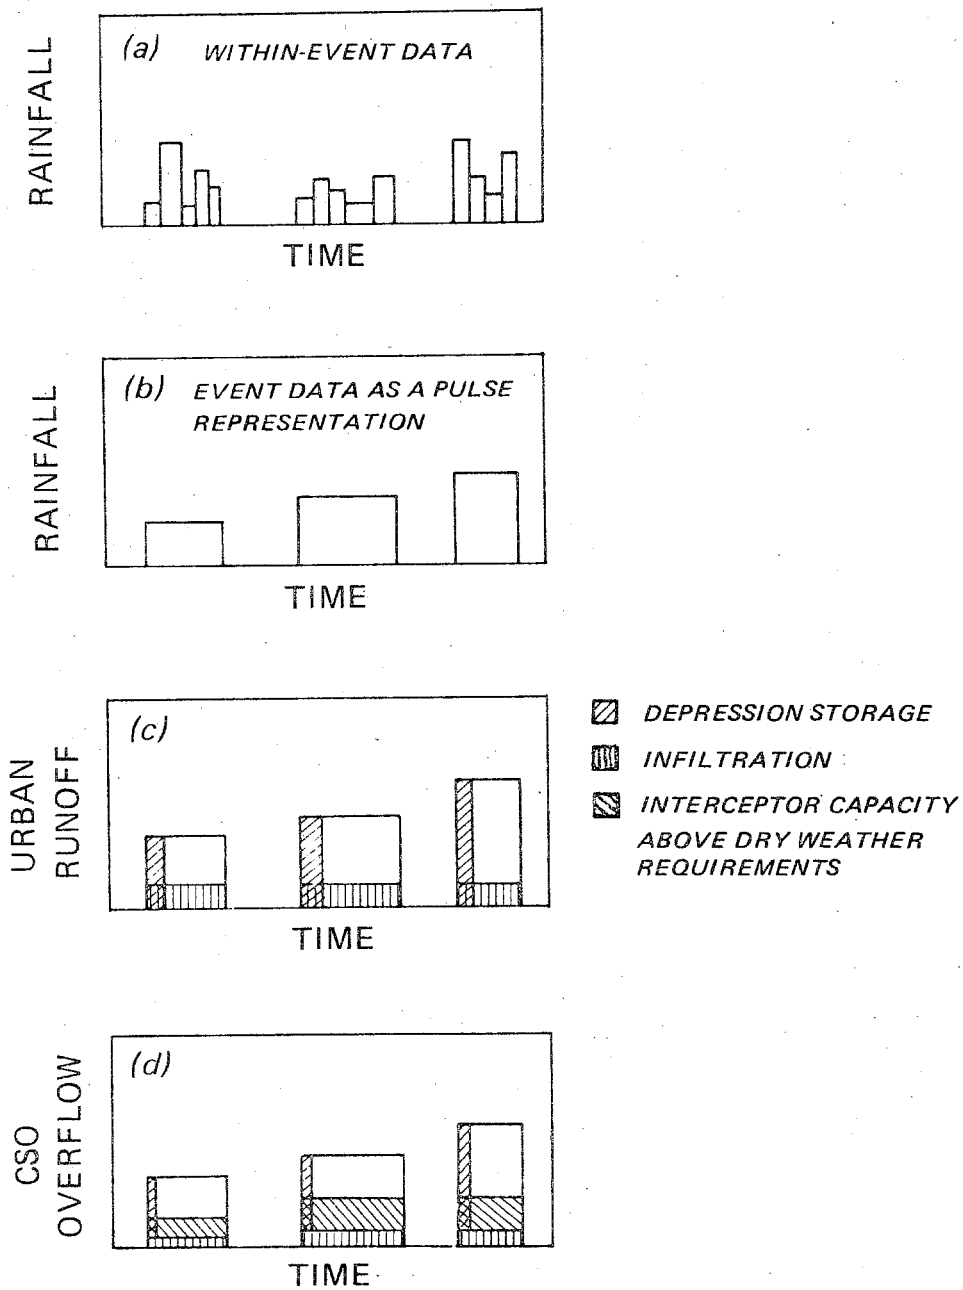 RAINFALL
(a) WITHIN-EVENT DATA
TIME
RAINFALL
(b) EVENT DATA AS A PULSE
REPRESENTATION
TIME
URBAN
RUNOFF
(c)
TIME
DEPRESSION STORAGE
INFILTRATION
INTERCEPTOR CAPACITY
ABOVE DRY WEATHER
REQUIREMENTS
CSO
OVERFLOW
(d)
TIME